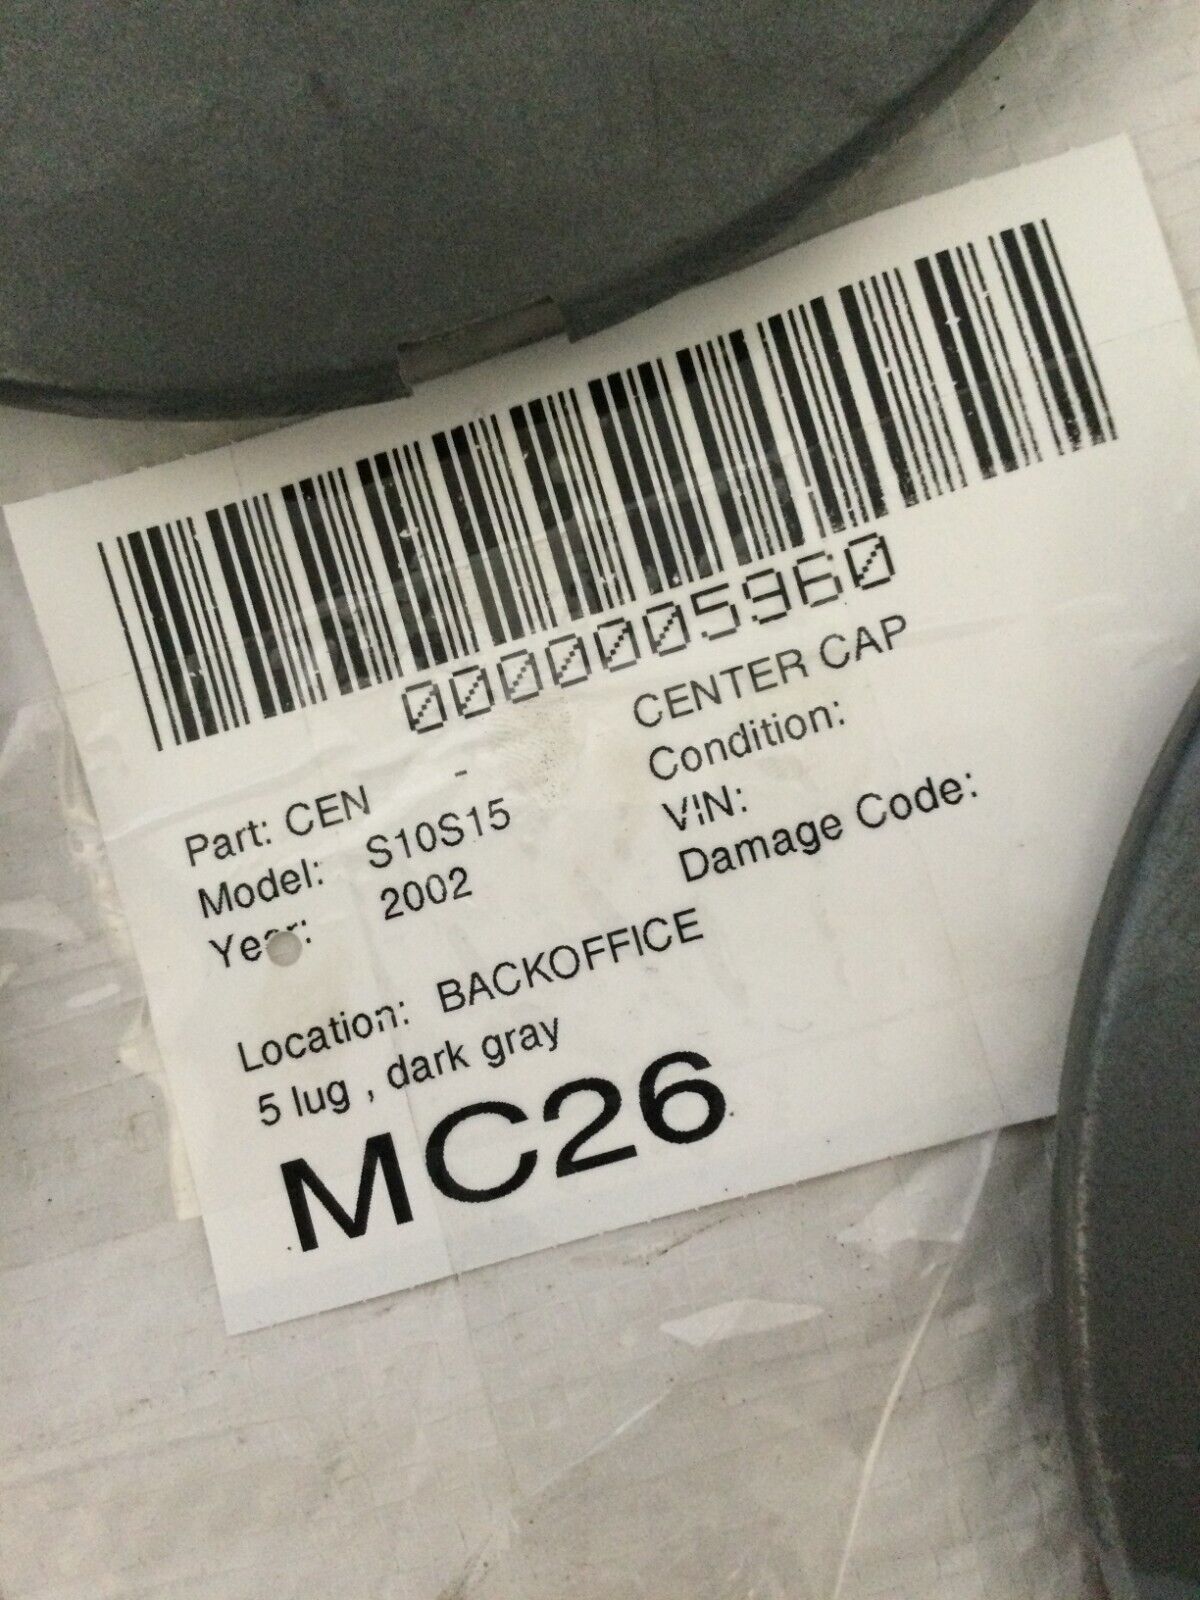 0000005960
Part: CEN - CENTER CAP
Model: S10S15 Condition:
Year: 2002 VIN:
Damage Code:
Location: BACKOFFICE
5 lug , dark gray
MC26